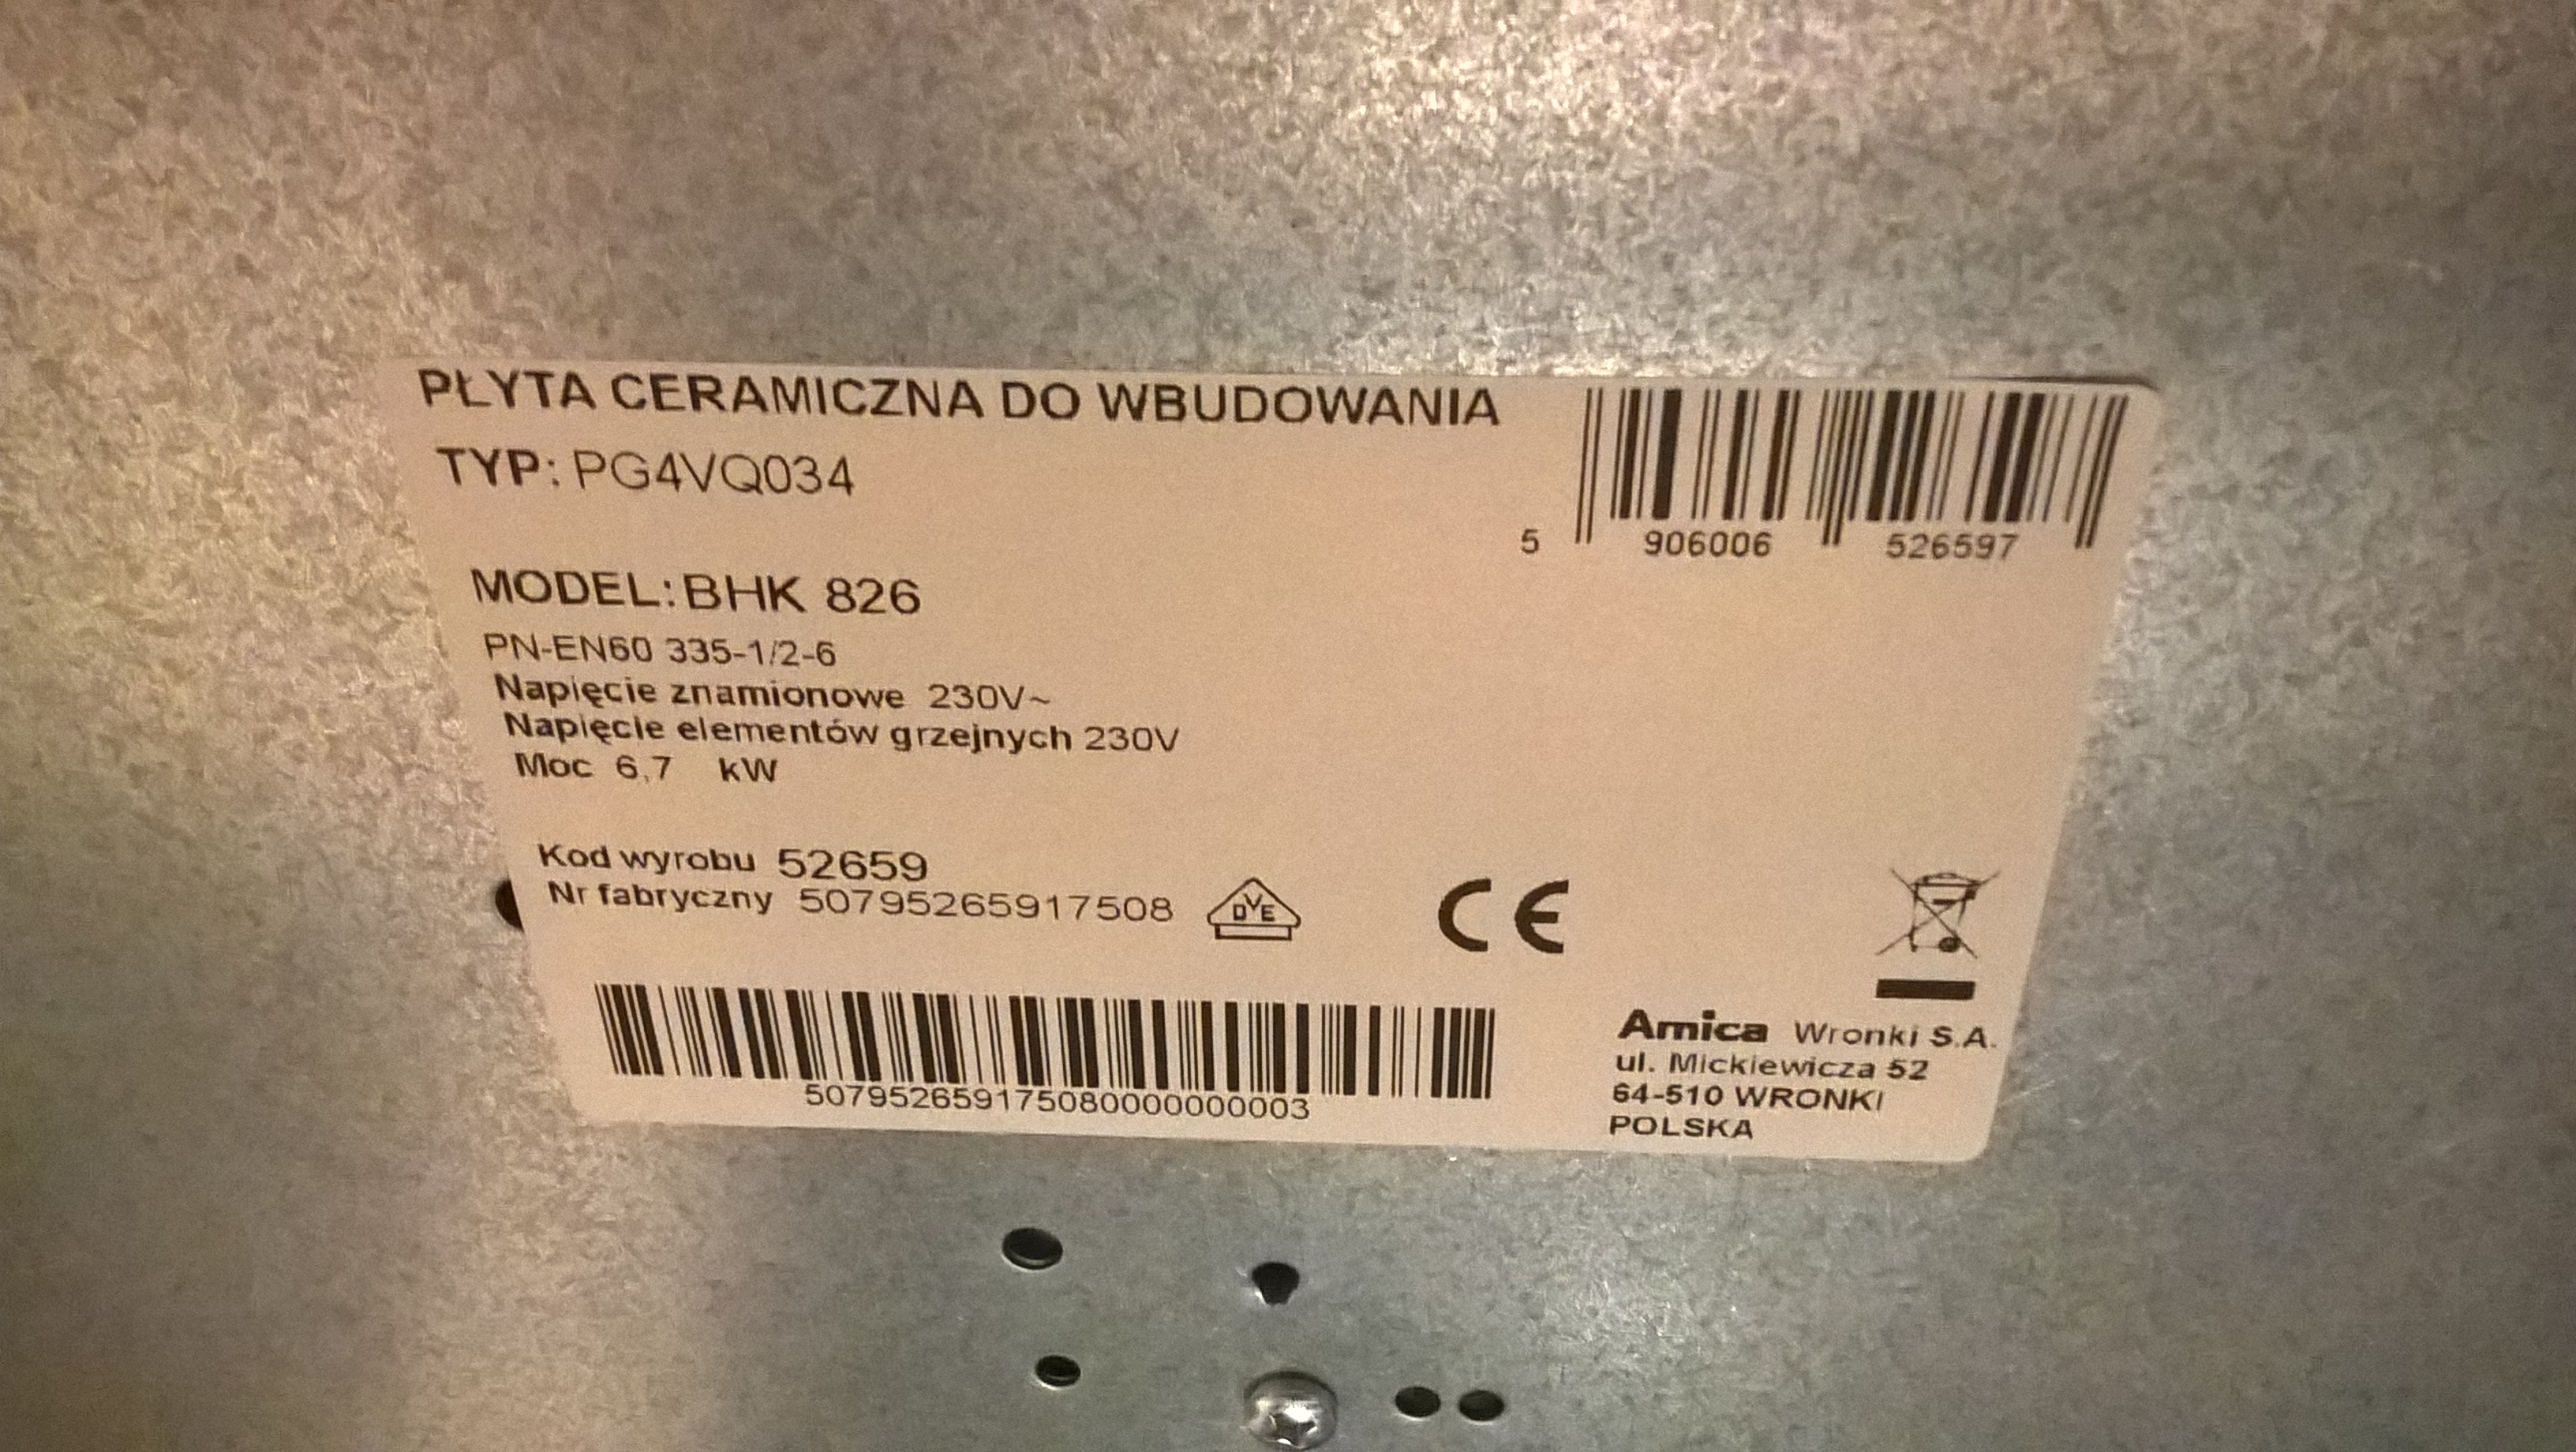 PŁYTA CERAMICZNA DO WBUDOWANIA
TYP: PG4VQ034
5 906006 526597
MODEL: BHK 826
PN-EN60 335-1/2-6
Napięcie znamionowe 230V~
Napięcie elementów grzejnych 230V
Moc 6,7 kW
Kod wyrobu 52659
Nr fabryczny 50795265917508
DVE
CE
507952659175080000000003
Amica Wronki S.A.
ul. Mickiewicza 52
64-510 WRONKI
POLSKA